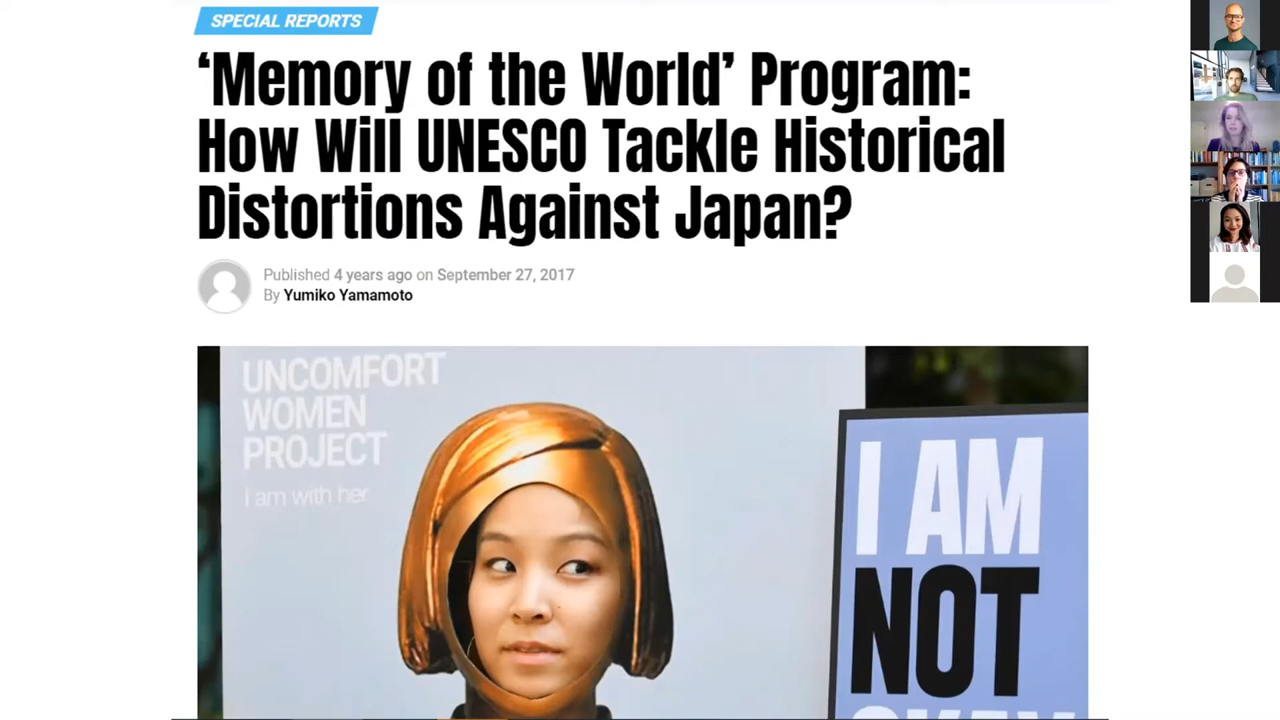 SPECIAL REPORTS
‘Memory of the World’ Program:
How Will UNESCO Tackle Historical
Distortions Against Japan?
Published 4 years ago on September 27, 2017
By Yumiko Yamamoto
UNCOMFORT
WOMEN
PROJECT
I am with her
I AM
NOT